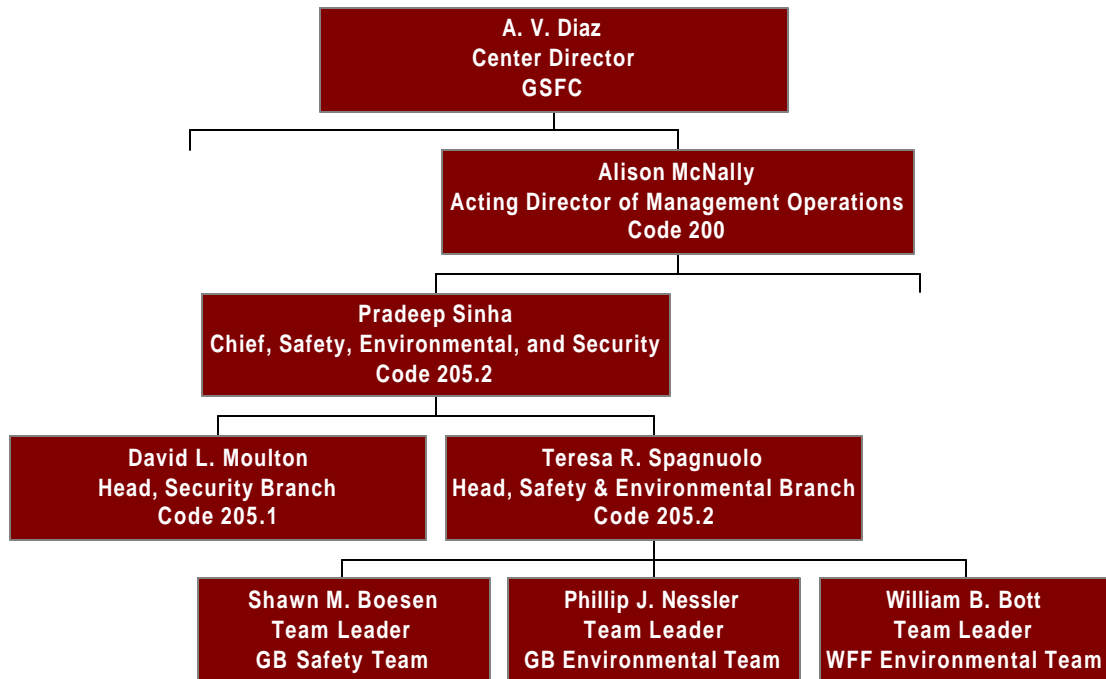 A. V. Diaz
Center Director
GSFC
Alison McNally
Acting Director of Management Operations
Code 200
Pradeep Sinha
Chief, Safety, Environmental, and Security
Code 205.2
David L. Moulton
Head, Security Branch
Code 205.1
Teresa R. Spagnuolo
Head, Safety & Environmental Branch
Code 205.2
Shawn M. Boesen
Team Leader
GB Safety Team
Phillip J. Nessler
Team Leader
GB Environmental Team
William B. Bott
Team Leader
WFF Environmental Team